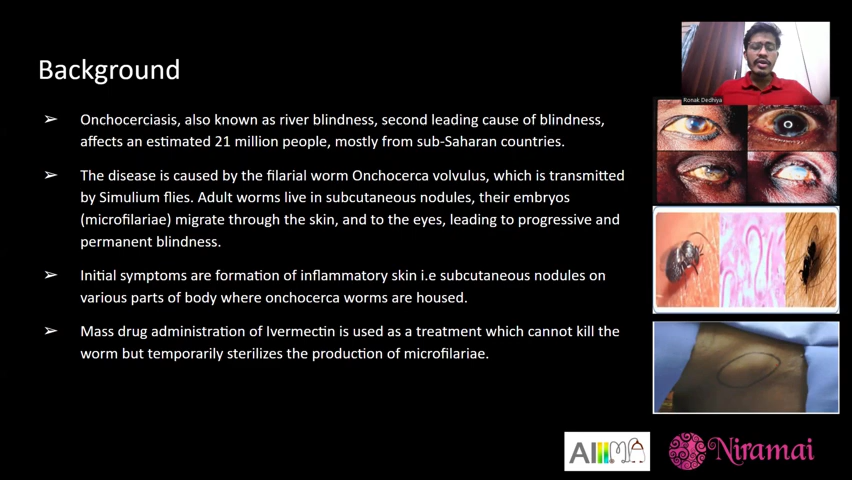 Background
➢ Onchocerciasis, also known as river blindness, second leading cause of blindness,
affects an estimated 21 million people, mostly from sub-Saharan countries.
➢ The disease is caused by the filarial worm Onchocerca volvulus, which is transmitted
by Simulium flies. Adult worms live in subcutaneous nodules, their embryos
(microfilariae) migrate through the skin, and to the eyes, leading to progressive and
permanent blindness.
➢ Initial symptoms are formation of inflammatory skin i.e subcutaneous nodules on
various parts of body where onchocerca worms are housed.
➢ Mass drug administration of Ivermectin is used as a treatment which cannot kill the
worm but temporarily sterilizes the production of microfilariae.
Ronak Dedhiya
Niramai